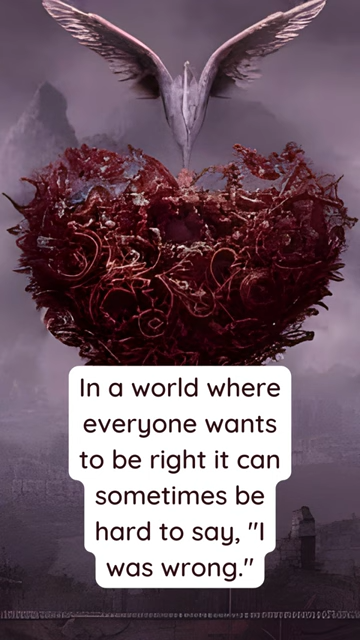 In a world where
everyone wants
to be right it can
sometimes be
hard to say, "I
was wrong."